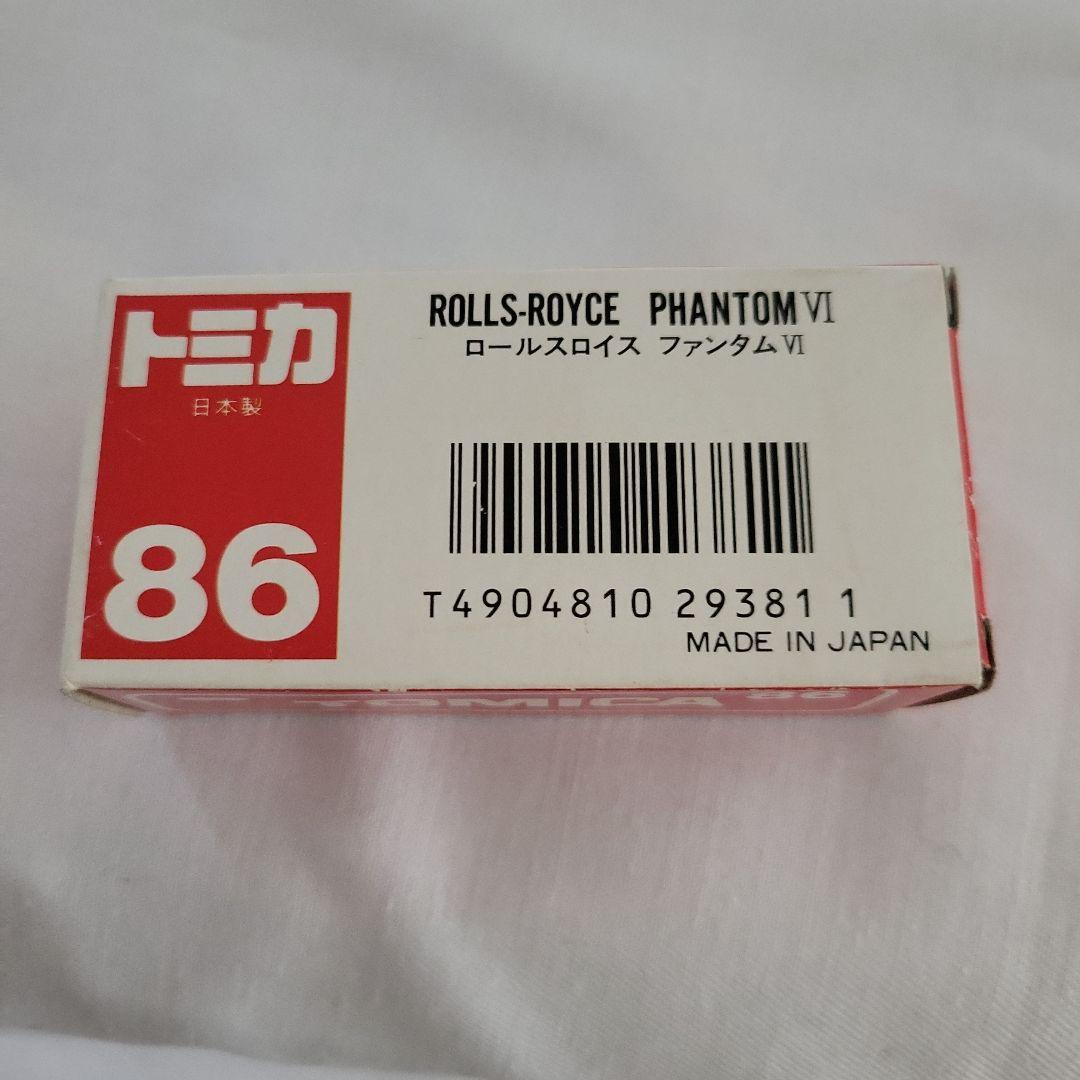 トミカ
日本製
86
ROLLS-ROYCE PHANTOM Ⅵ
ロールスロイス ファンタム Ⅵ
T4904810 29381 1
MADE IN JAPAN
TOMICA 86